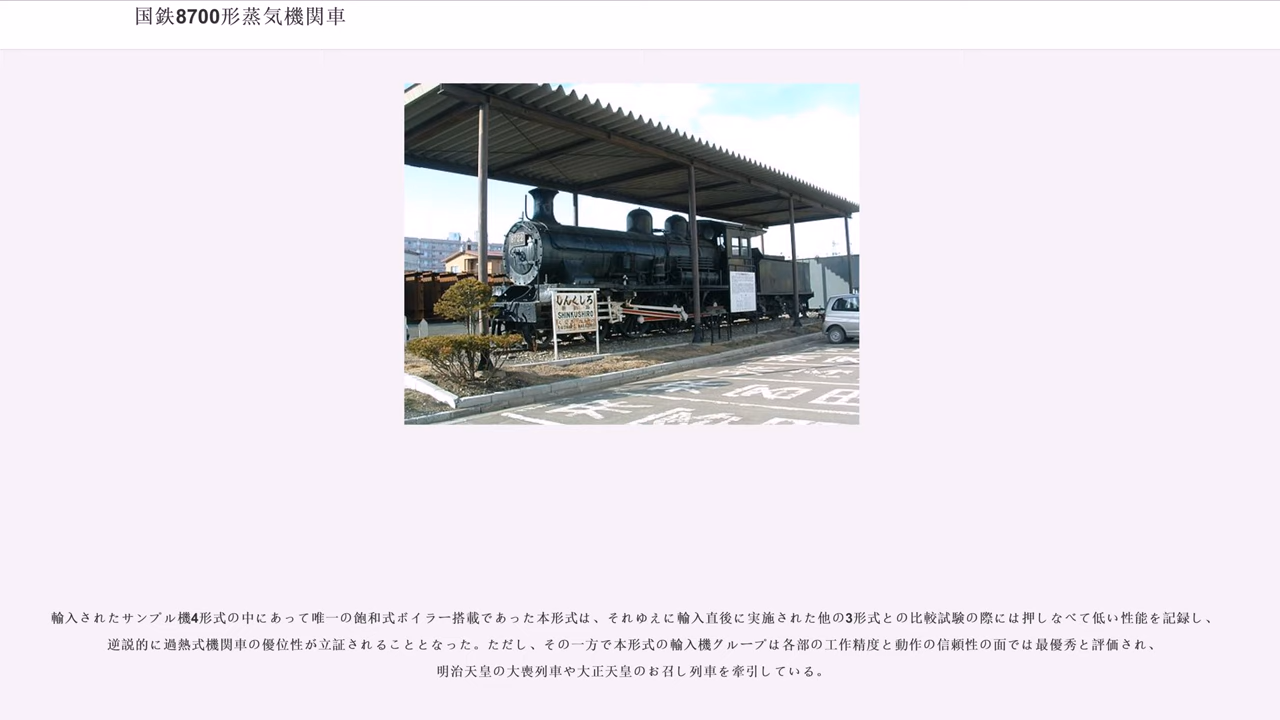 国鉄8700形蒸気機関車
しんくしろ
SHINKUSHIRO
輸入されたサンプル機4形式の中にあって唯一の飽和式ボイラー搭載であった本形式は、それゆえに輸入直後に実施された他の3形式との比較試験の際には押しなべて低い性能を記録し、
逆説的に過熱式機関車の優位性が立証されることとなった。ただし、その一方で本形式の輸入機グループは各部の工作精度と動作の信頼性の面では最優秀と評価され、
明治天皇の大喪列車や大正天皇のお召し列車を牽引している。